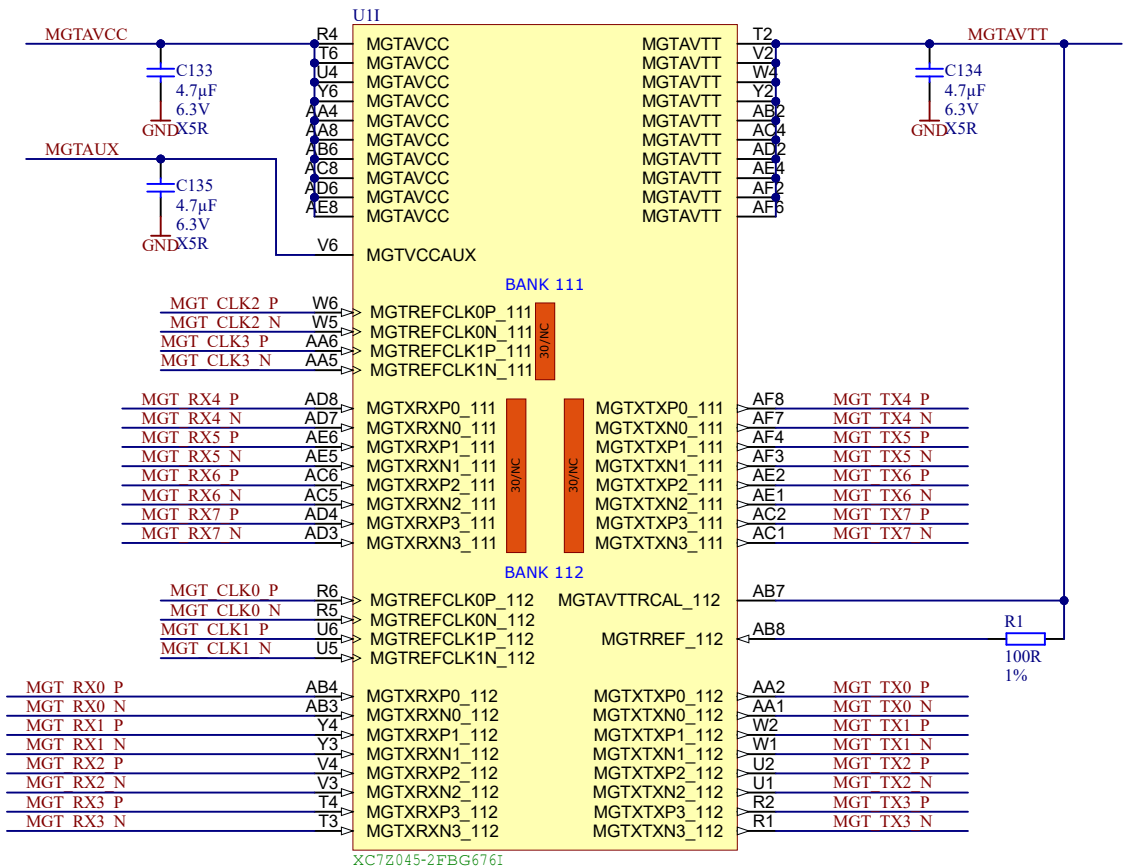 U1I
MGTAVCC R4 MGTAVCC MGTAVTT T2 MGTAVTT
T6 MGTAVCC MGTAVTT V2
C133 U4 MGTAVCC MGTAVTT W4 C134
4.7µF Y6 MGTAVCC MGTAVTT Y2 4.7µF
6.3V AA4 MGTAVCC MGTAVTT AB2 6.3V
GND X5R AA8 MGTAVCC MGTAVTT AC4 GND X5R
MGTAUX AB6 MGTAVCC MGTAVTT AD2
C135 AC8 MGTAVCC MGTAVTT AE4
4.7µF AD6 MGTAVCC MGTAVTT AF2
6.3V AE8 MGTAVCC MGTAVTT AF6
GND X5R V6 MGTVCCAUX
BANK 111
MGT_CLK2_P W6 MGTREFCLK0P_111
MGT_CLK2_N W5 MGTREFCLK0N_111
MGT_CLK3_P AA6 MGTREFCLK1P_111
MGT_CLK3_N AA5 MGTREFCLK1N_111
30/NC
MGT_RX4_P AD8 MGTXRXP0_111 MGTXTXP0_111 AF8 MGT_TX4_P
MGT_RX4_N AD7 MGTXRXN0_111 MGTXTXN0_111 AF7 MGT_TX4_N
MGT_RX5_P AE6 MGTXRXP1_111 MGTXTXP1_111 AF4 MGT_TX5_P
MGT_RX5_N AE5 MGTXRXN1_111 MGTXTXN1_111 AF3 MGT_TX5_N
MGT_RX6_P AC6 MGTXRXP2_111 MGTXTXP2_111 AE2 MGT_TX6_P
MGT_RX6_N AC5 MGTXRXN2_111 MGTXTXN2_111 AE1 MGT_TX6_N
MGT_RX7_P AD4 MGTXRXP3_111 MGTXTXP3_111 AC2 MGT_TX7_P
MGT_RX7_N AD3 MGTXRXN3_111 MGTXTXN3_111 AC1 MGT_TX7_N
30/NC 30/NC
BANK 112
MGT_CLK0_P R6 MGTREFCLK0P_112 MGTAVTTRCAL_112 AB7
MGT_CLK0_N R5 MGTREFCLK0N_112
MGT_CLK1_P U6 MGTREFCLK1P_112 MGTRREF_112 AB8 R1
MGT_CLK1_N U5 MGTREFCLK1N_112 100R
1%
MGT_RX0_P AB4 MGTXRXP0_112 MGTXTXP0_112 AA2 MGT_TX0_P
MGT_RX0_N AB3 MGTXRXN0_112 MGTXTXN0_112 AA1 MGT_TX0_N
MGT_RX1_P Y4 MGTXRXP1_112 MGTXTXP1_112 W2 MGT_TX1_P
MGT_RX1_N Y3 MGTXRXN1_112 MGTXTXN1_112 W1 MGT_TX1_N
MGT_RX2_P V4 MGTXRXP2_112 MGTXTXP2_112 U2 MGT_TX2_P
MGT_RX2_N V3 MGTXRXN2_112 MGTXTXN2_112 U1 MGT_TX2_N
MGT_RX3_P T4 MGTXRXP3_112 MGTXTXP3_112 R2 MGT_TX3_P
MGT_RX3_N T3 MGTXRXN3_112 MGTXTXN3_112 R1 MGT_TX3_N
XC7Z045-2FBG676I